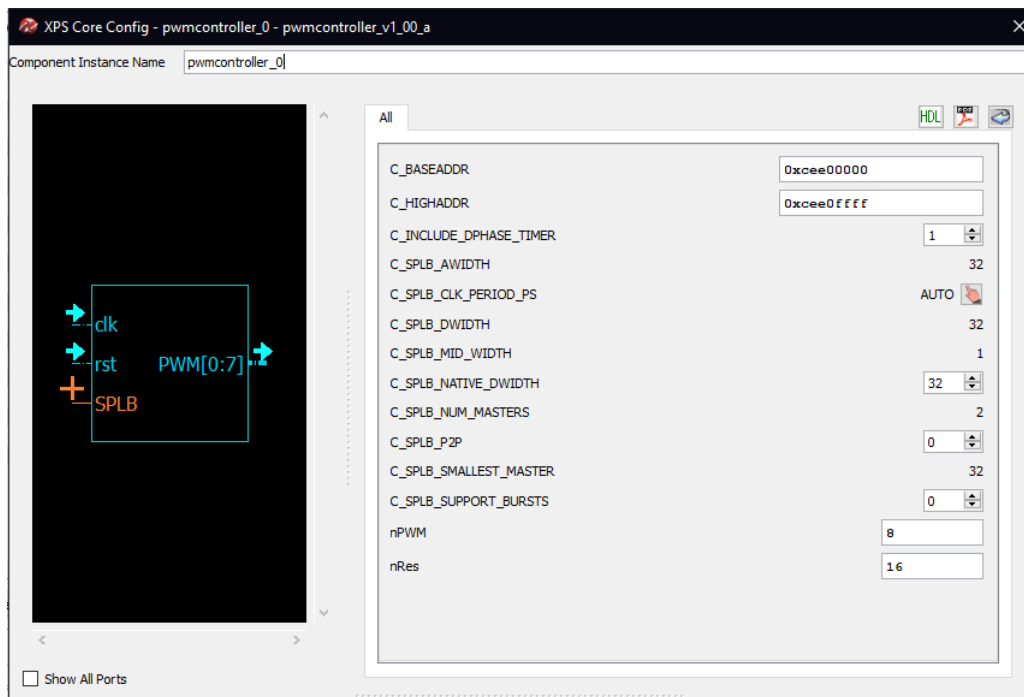 XPS Core Config - pwmcontroller_0 - pwmcontroller_v1_00_a
Component Instance Name pwmcontroller_0
All
HDL
PDF
clk
rst PWM[0:7]
SPLB
C_BASEADDR 0xcee00000
C_HIGHADDR 0xcee0ffff
C_INCLUDE_DPHASE_TIMER 1
C_SPLB_AWIDTH 32
C_SPLB_CLK_PERIOD_PS AUTO
C_SPLB_DWIDTH 32
C_SPLB_MID_WIDTH 1
C_SPLB_NATIVE_DWIDTH 32
C_SPLB_NUM_MASTERS 2
C_SPLB_P2P 0
C_SPLB_SMALLEST_MASTER 32
C_SPLB_SUPPORT_BURSTS 0
nPWM 8
nRes 16
Show All Ports